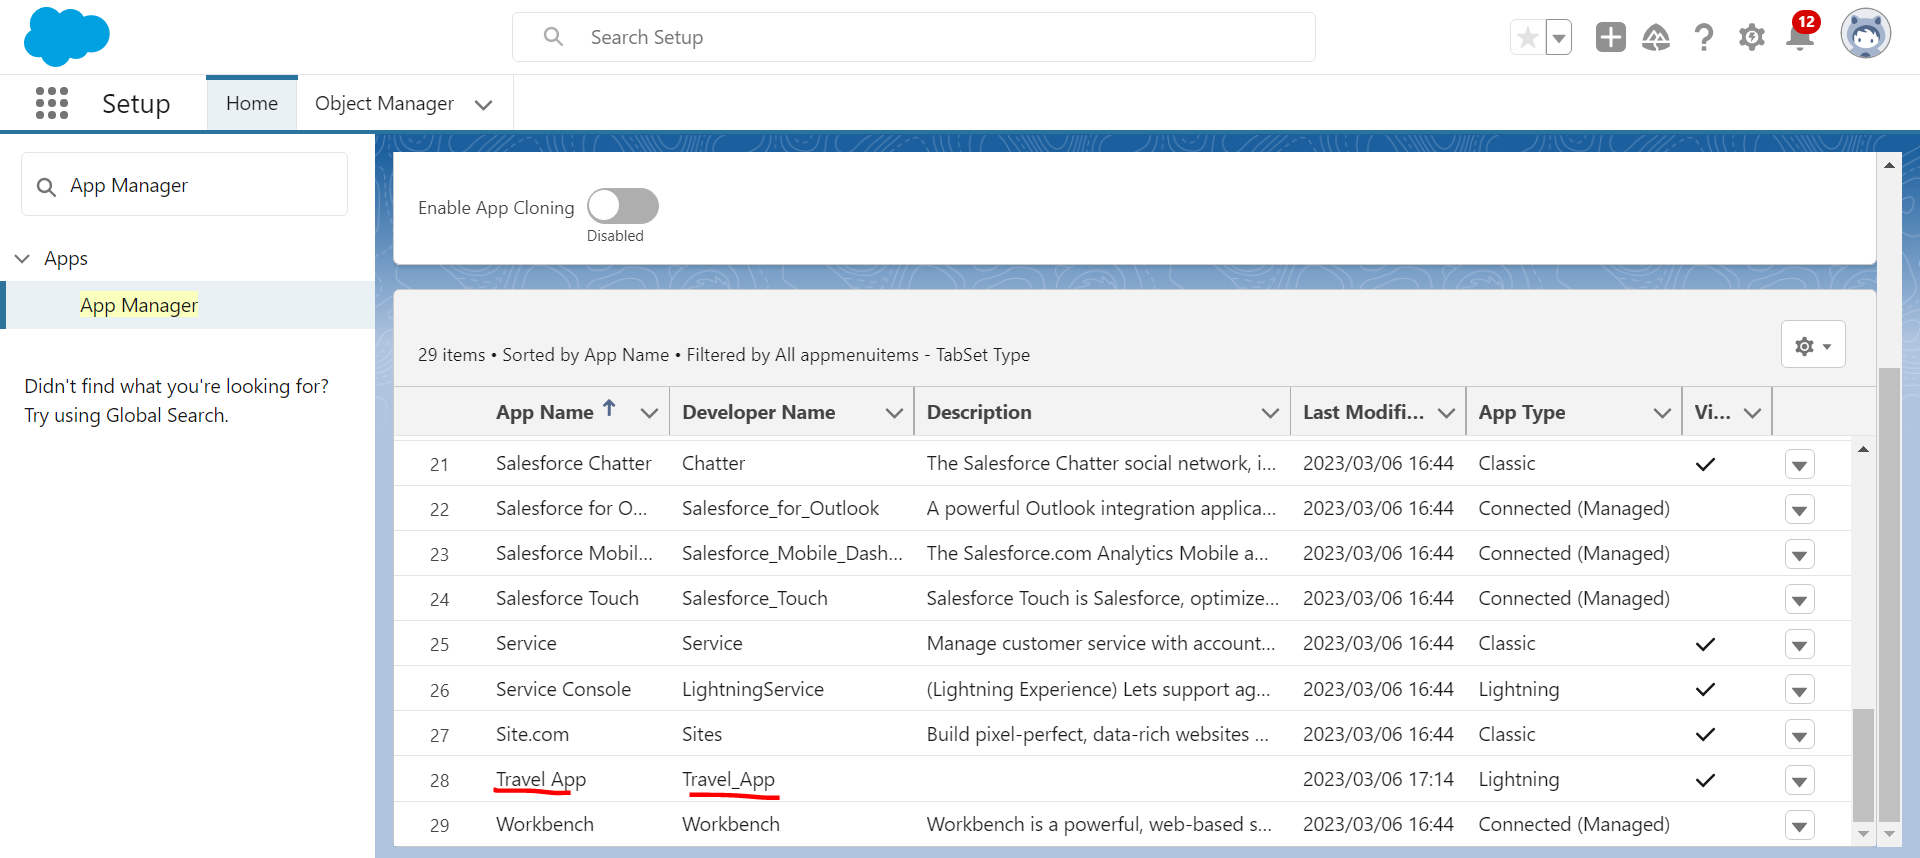 Search Setup
12
Setup
Home
Object Manager
App Manager
Apps
App Manager
Didn't find what you're looking for?
Try using Global Search.
Enable App Cloning
Disabled
29 items • Sorted by App Name • Filtered by All appmenuitems - TabSet Type
App Name Developer Name Description Last Modifi... App Type Vi...
21 Salesforce Chatter Chatter The Salesforce Chatter social network, i... 2023/03/06 16:44 Classic
22 Salesforce for O... Salesforce_for_Outlook A powerful Outlook integration applica... 2023/03/06 16:44 Connected (Managed)
23 Salesforce Mobil... Salesforce_Mobile_Dash... The Salesforce.com Analytics Mobile a... 2023/03/06 16:44 Connected (Managed)
24 Salesforce Touch Salesforce_Touch Salesforce Touch is Salesforce, optimize... 2023/03/06 16:44 Connected (Managed)
25 Service Service Manage customer service with account... 2023/03/06 16:44 Classic
26 Service Console LightningService (Lightning Experience) Lets support ag... 2023/03/06 16:44 Lightning
27 Site.com Sites Build pixel-perfect, data-rich websites ... 2023/03/06 16:44 Classic
28 Travel App Travel_App 2023/03/06 17:14 Lightning
29 Workbench Workbench Workbench is a powerful, web-based s... 2023/03/06 16:44 Connected (Managed)